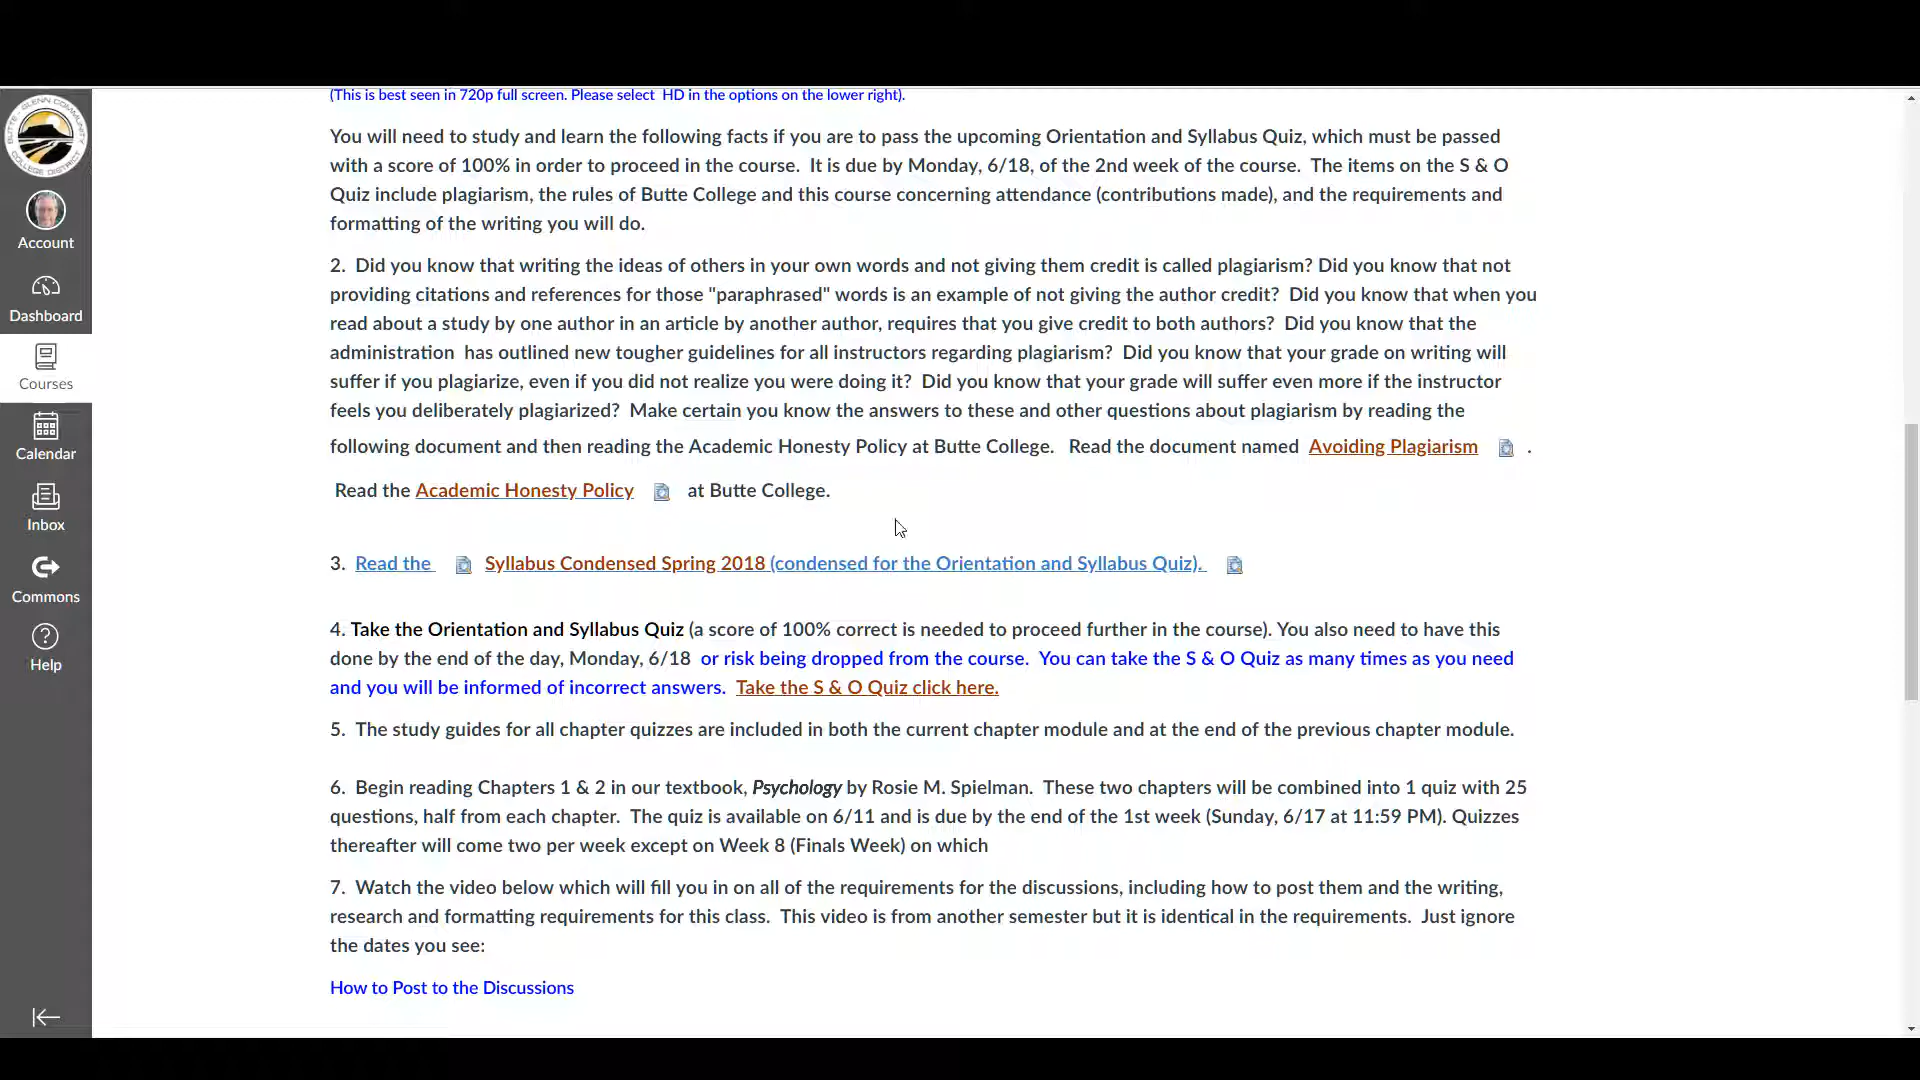 (This is best seen in 720p full screen. Please select  HD in the options on the lower right).
You will need to study and learn the following facts if you are to pass the upcoming Orientation and Syllabus Quiz, which must be passed
with a score of 100% in order to proceed in the course.  It is due by Monday, 6/18, of the 2nd week of the course.  The items on the S & O
Quiz include plagiarism, the rules of Butte College and this course concerning attendance (contributions made), and the requirements and
formatting of the writing you will do.
2.  Did you know that writing the ideas of others in your own words and not giving them credit is called plagiarism? Did you know that not
providing citations and references for those "paraphrased" words is an example of not giving the author credit?  Did you know that when you
read about a study by one author in an article by another author, requires that you give credit to both authors?  Did you know that the
administration  has outlined new tougher guidelines for all instructors regarding plagiarism?  Did you know that your grade on writing will
suffer if you plagiarize, even if you did not realize you were doing it?  Did you know that your grade will suffer even more if the instructor
feels you deliberately plagiarized?  Make certain you know the answers to these and other questions about plagiarism by reading the
following document and then reading the Academic Honesty Policy at Butte College.  Read the document named  Avoiding Plagiarism  .
Read the Academic Honesty Policy  at Butte College.
3.  Read the  Syllabus Condensed Spring 2018 (condensed for the Orientation and Syllabus Quiz).
4. Take the Orientation and Syllabus Quiz (a score of 100% correct is needed to proceed further in the course). You also need to have this
done by the end of the day, Monday, 6/18  or risk being dropped from the course.  You can take the S & O Quiz as many times as you need
and you will be informed of incorrect answers.  Take the S & O Quiz click here.
5.  The study guides for all chapter quizzes are included in both the current chapter module and at the end of the previous chapter module.
6.  Begin reading Chapters 1 & 2 in our textbook, Psychology by Rosie M. Spielman.  These two chapters will be combined into 1 quiz with 25
questions, half from each chapter.  The quiz is available on 6/11 and is due by the end of the 1st week (Sunday, 6/17 at 11:59 PM). Quizzes
thereafter will come two per week except on Week 8 (Finals Week) on which
7.  Watch the video below which will fill you in on all of the requirements for the discussions, including how to post them and the writing,
research and formatting requirements for this class.  This video is from another semester but it is identical in the requirements.  Just ignore
the dates you see:
How to Post to the Discussions
BUTTE - GLENN COMMUNITY
COLLEGE DISTRICT
Account
Dashboard
Courses
Calendar
Inbox
Commons
Help